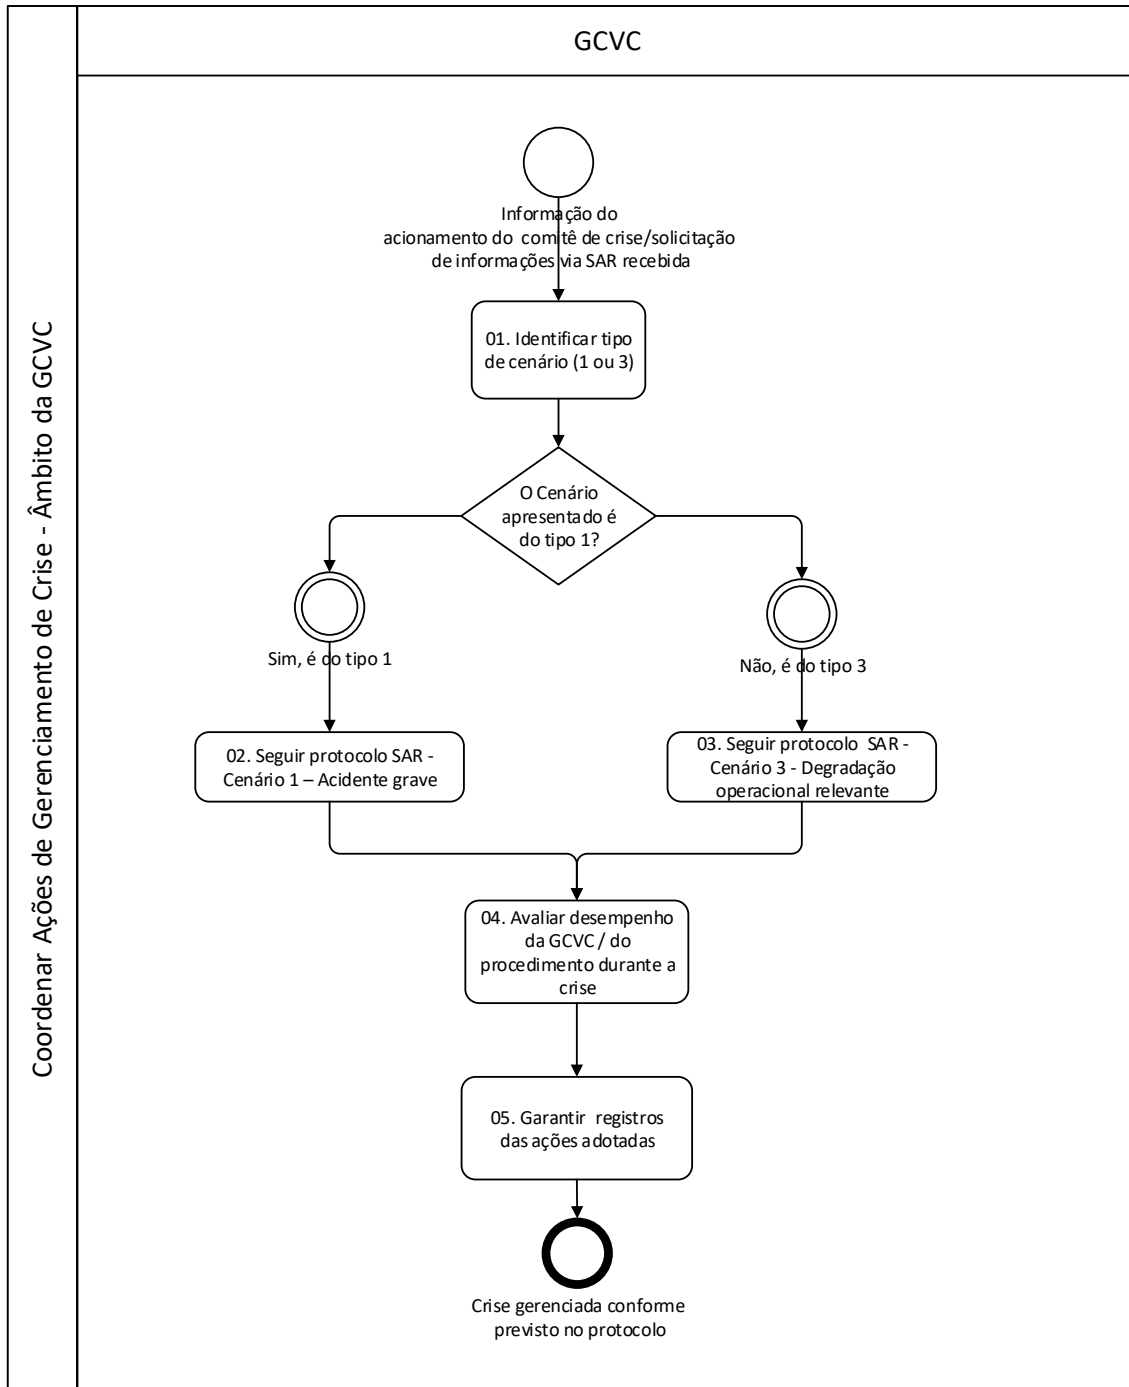 GCVC
Coordenar Ações de Gerenciamento de Crise - Âmbito da GCVC
Informação do
acionamento do comitê de crise/solicitação
de informações via SAR recebida
01. Identificar tipo
de cenário (1 ou 3)
O Cenário
apresentado é
do tipo 1?
Sim, é do tipo 1
Não, é do tipo 3
02. Seguir protocolo SAR -
Cenário 1 – Acidente grave
03. Seguir protocolo SAR -
Cenário 3 - Degradação
operacional relevante
04. Avaliar desempenho
da GCVC / do
procedimento durante a
crise
05. Garantir registros
das ações adotadas
Crise gerenciada conforme
previsto no protocolo